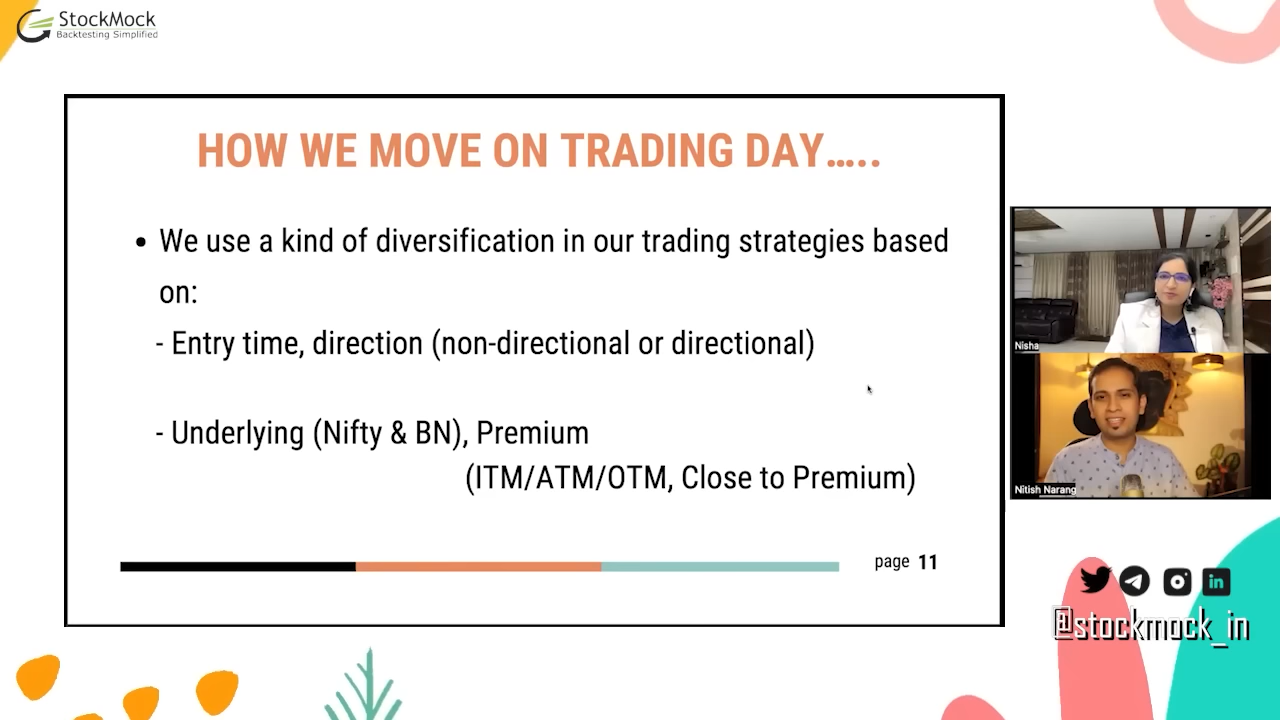 StockMock
Backtesting Simplified
HOW WE MOVE ON TRADING DAY.....
• We use a kind of diversification in our trading strategies based
on:
- Entry time, direction (non-directional or directional)
- Underlying (Nifty & BN), Premium
(ITM/ATM/OTM, Close to Premium)
page 11
Nisha
Nitish Narang
in
@stockmock_in